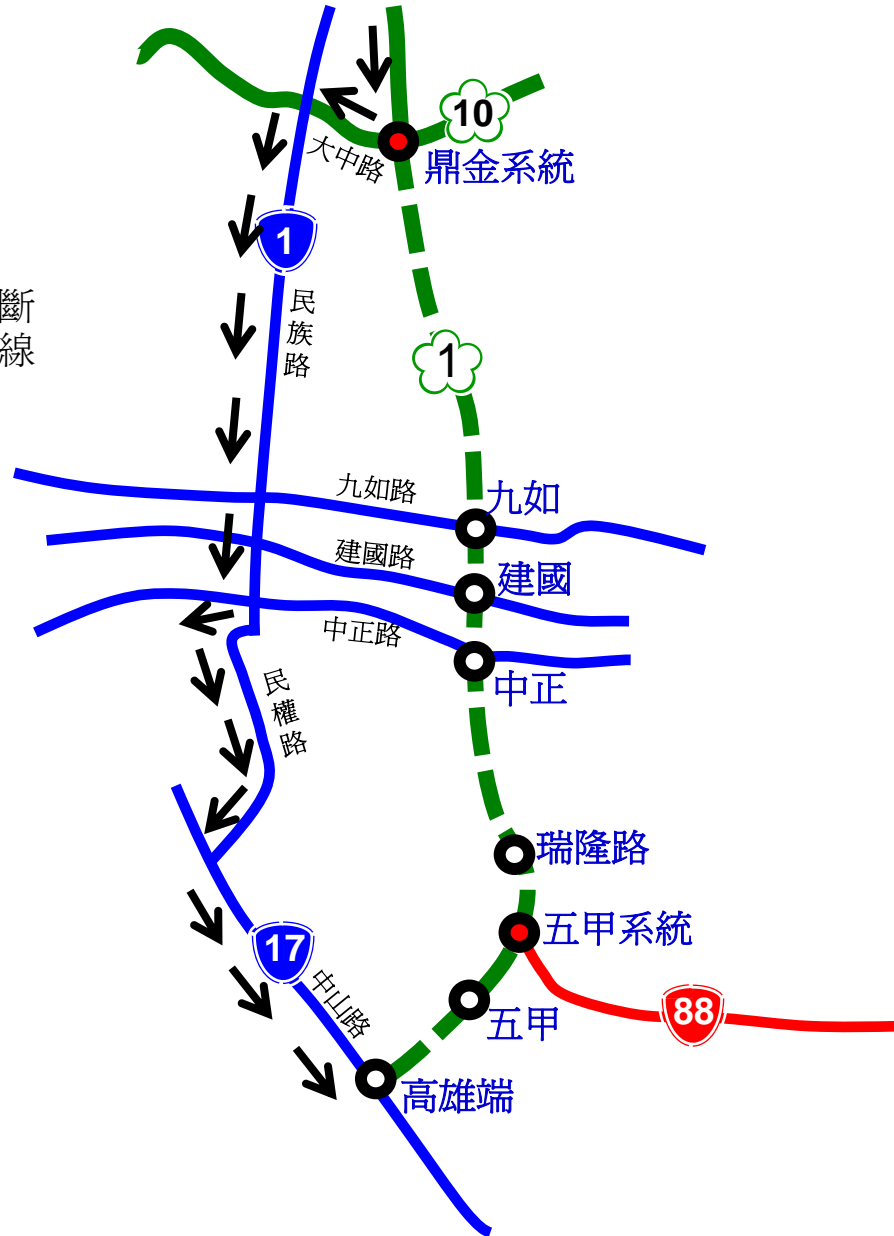 10
大中路
鼎金系統
1
斷
線
民族路
1
九如路
九如
建國路
建國
中正路
中正
民權路
瑞隆路
五甲系統
17
中山路
88
五甲
高雄端